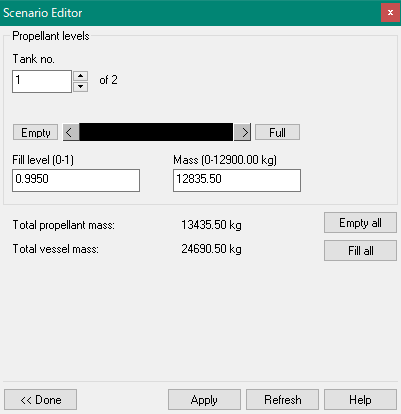 Scenario Editor
Propellant levels
Tank no.
1 of 2
Empty < > Full
Fill level (0-1) Mass (0-12900.00 kg)
0.9950 12835.50
Total propellant mass: 13435.50 kg Empty all
Total vessel mass: 24690.50 kg Fill all
<< Done Apply Refresh Help